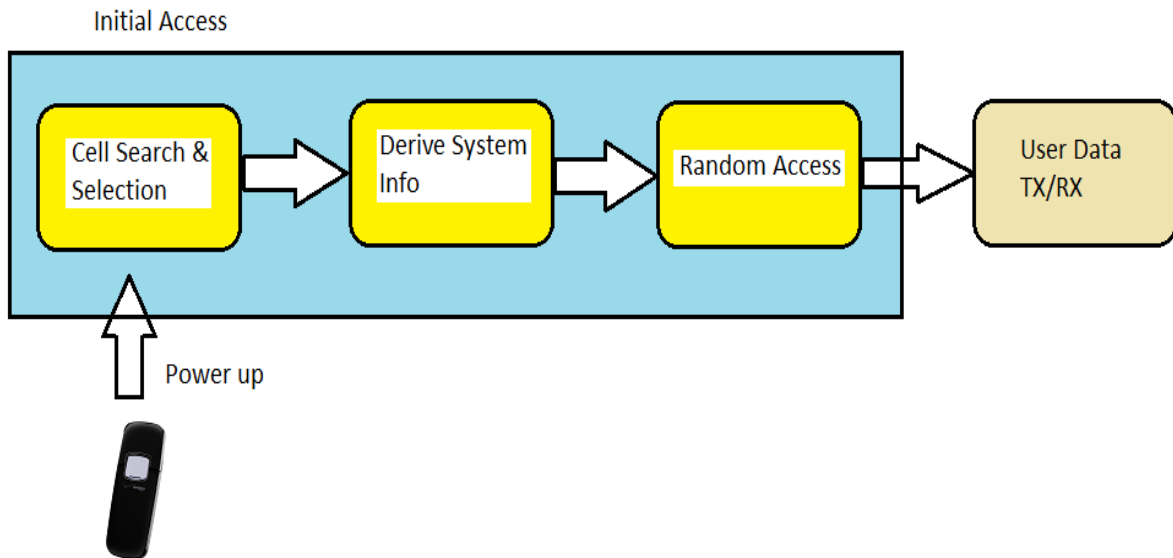 Initial Access
Cell Search &
Selection
Derive System
Info
Random Access
User Data
TX/RX
Power up